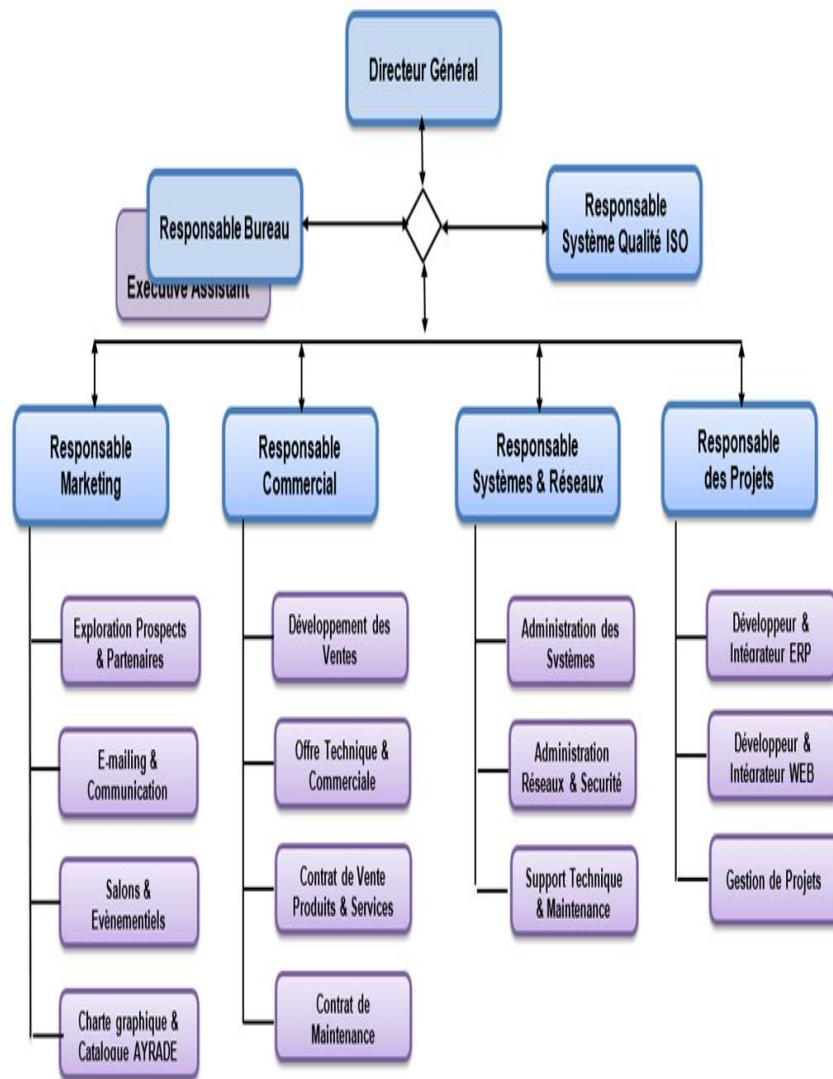 Directeur Général
Responsable Bureau
Executive Assistant
Responsable
Système Qualité ISO
Responsable
Marketing
Responsable
Commercial
Responsable
Systèmes & Réseaux
Responsable
des Projets
Exploration Prospects
& Partenaires
E-mailing &
Communication
Salons &
Evènementiels
Charte graphique &
Catalogue AYRADE
Développement des
Ventes
Offre Technique &
Commerciale
Contrat de Vente
Produits & Services
Contrat de
Maintenance
Administration des
Systèmes
Administration
Réseaux & Securité
Support Technique
& Maintenance
Développeur &
Intégrateur ERP
Développeur &
Intégrateur WEB
Gestion de Projets